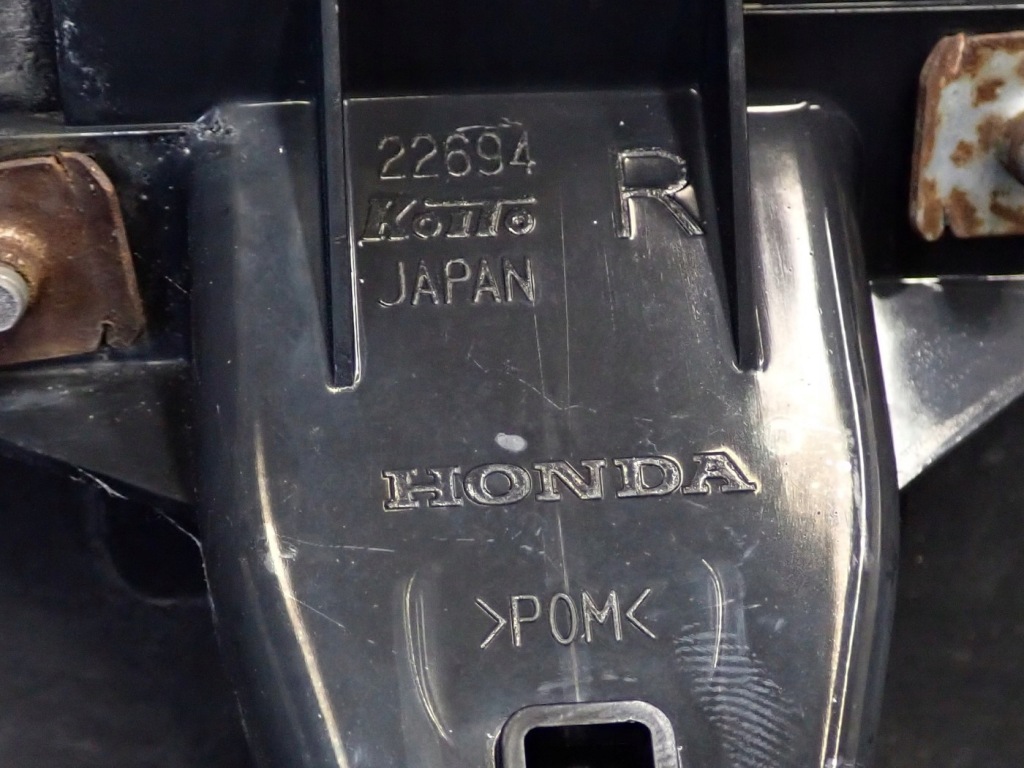 22694
Koito
R
JAPAN
HONDA
>POM<